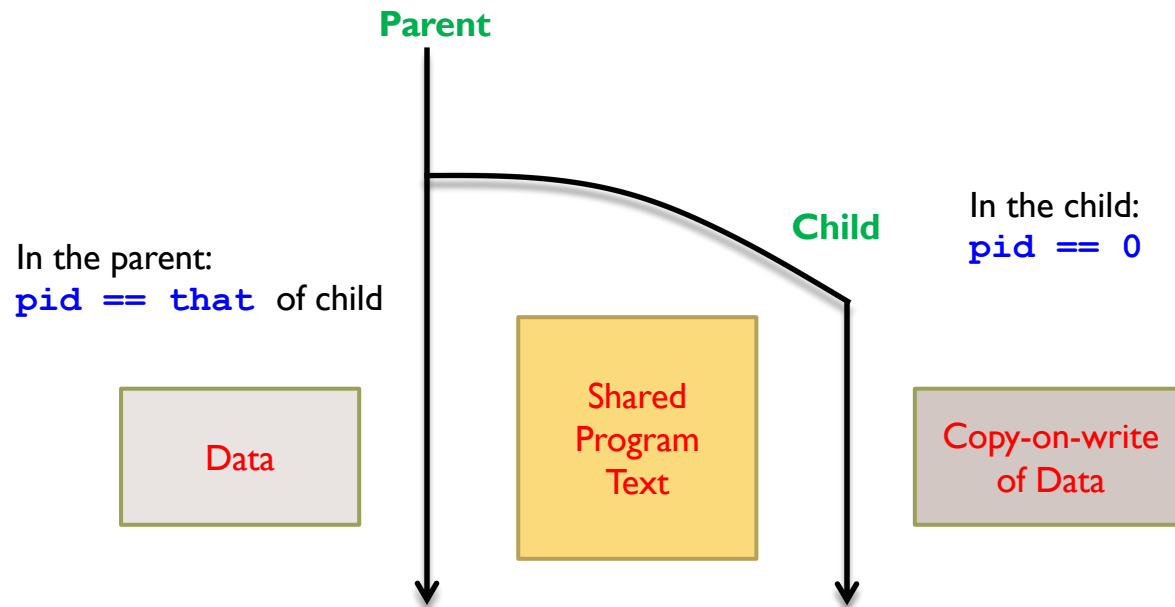 Parent
Child
In the child:
pid == 0
In the parent:
pid == that of child
Data
Shared
Program
Text
Copy-on-write
of Data